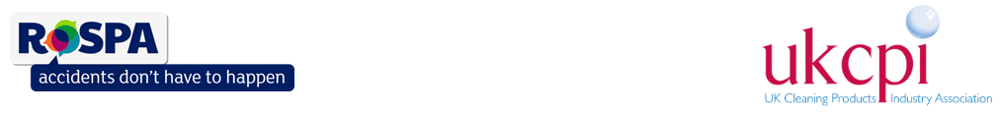 RoSPA
accidents don't have to happen
ukcpi
UK Cleaning Products Industry Association